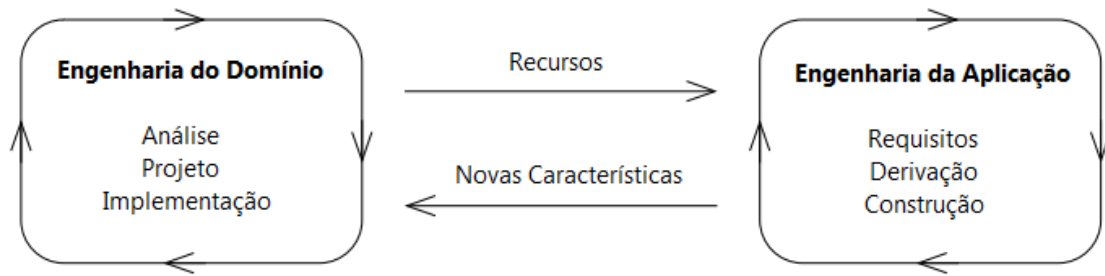 Engenharia do Domínio
Análise
Projeto
Implementação
Recursos
Novas Características
Engenharia da Aplicação
Requisitos
Derivação
Construção